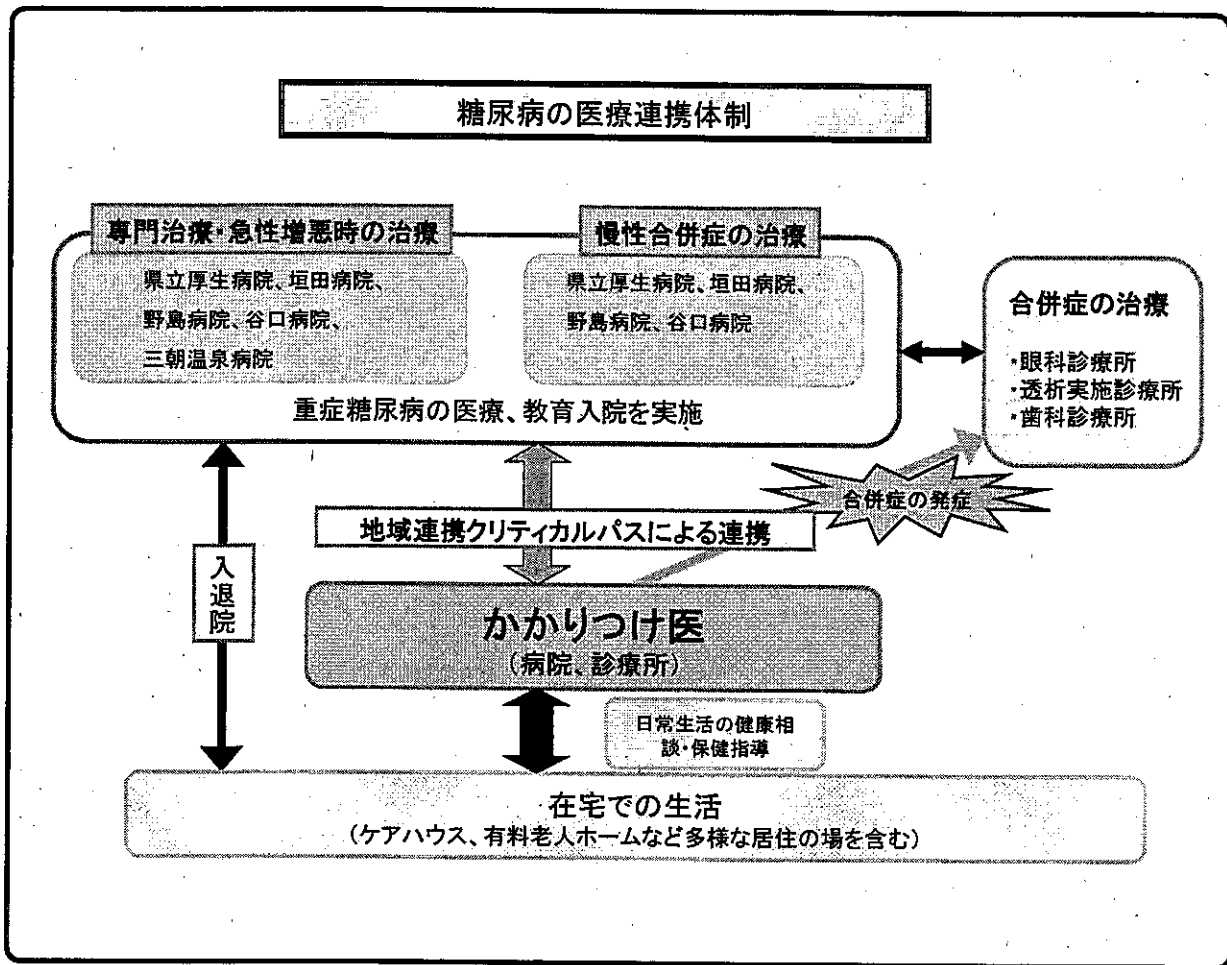 糖尿病の医療連携体制
専門治療・急性増悪時の治療
県立厚生病院、垣田病院、
野島病院、谷口病院、
三朝温泉病院
慢性合併症の治療
県立厚生病院、垣田病院、
野島病院、谷口病院
重症糖尿病の医療、教育入院を実施
合併症の治療
・眼科診療所
・透析実施診療所
・歯科診療所
合併症の発症
地域連携クリティカルパスによる連携
入退院
かかりつけ医
(病院、診療所)
日常生活の健康相
談・保健指導
在宅での生活
(ケアハウス、有料老人ホームなど多様な居住の場を含む)